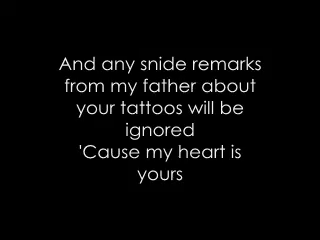 And any snide remarks
from my father about
your tattoos will be
ignored
'Cause my heart is
yours